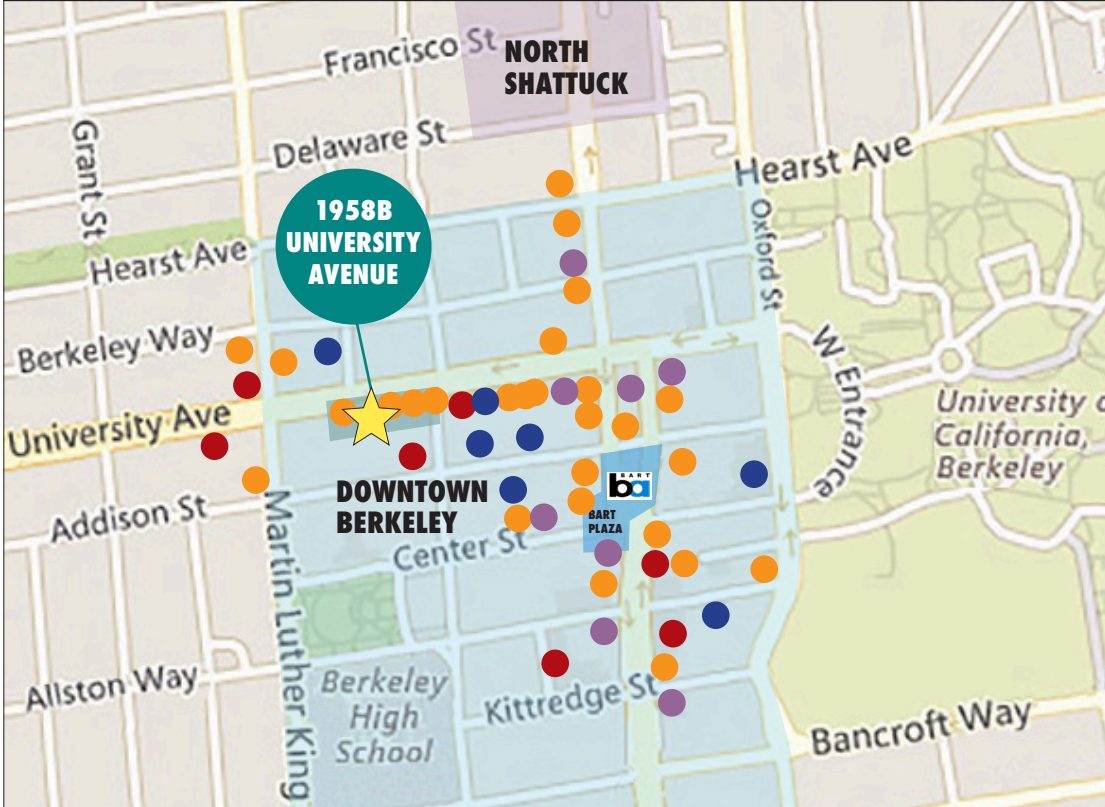 Francisco St
NORTH
SHATTUCK
Grant St
Delaware St
Hearst Ave
1958B
UNIVERSITY
AVENUE
Oxford St
Hearst Ave
Berkeley Way
W Entrance
University Ave
University o
California,
Berkeley
DOWNTOWN
BERKELEY
BART
ba
BART
PLAZA
Addison St
Center St
Martin Luther King
Allston Way
Berkeley
High
School
Kittredge St
Bancroft Way